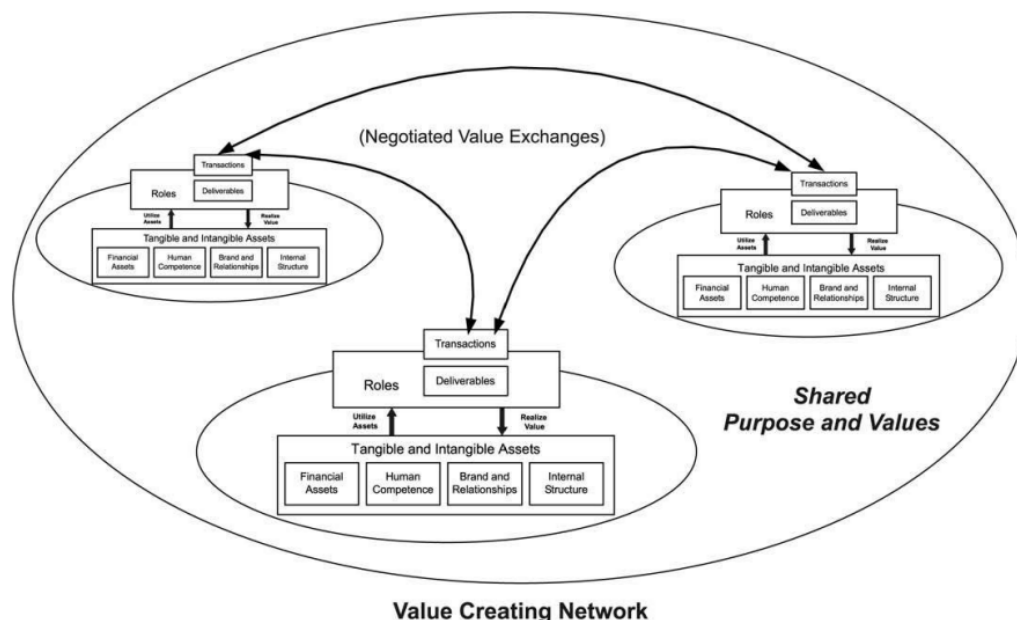 (Negotiated Value Exchanges)
Transactions
Roles
Deliverables
Utilize
Assets
Realize
Value
Tangible and Intangible Assets
Financial
Assets
Human
Competence
Brand and
Relationships
Internal
Structure
Transactions
Roles
Deliverables
Utilize
Assets
Realize
Value
Tangible and Intangible Assets
Financial
Assets
Human
Competence
Brand and
Relationships
Internal
Structure
Transactions
Roles
Deliverables
Utilize
Assets
Realize
Value
Tangible and Intangible Assets
Financial
Assets
Human
Competence
Brand and
Relationships
Internal
Structure
Shared
Purpose and Values
Value Creating Network